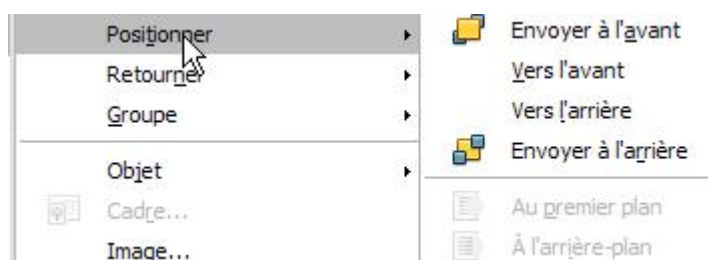 Positionner
Retourner
Groupe
Objet
Cadre...
Image...
Envoyer à l'avant
Vers l'avant
Vers l'arrière
Envoyer à l'arrière
Au premier plan
À l'arrière-plan